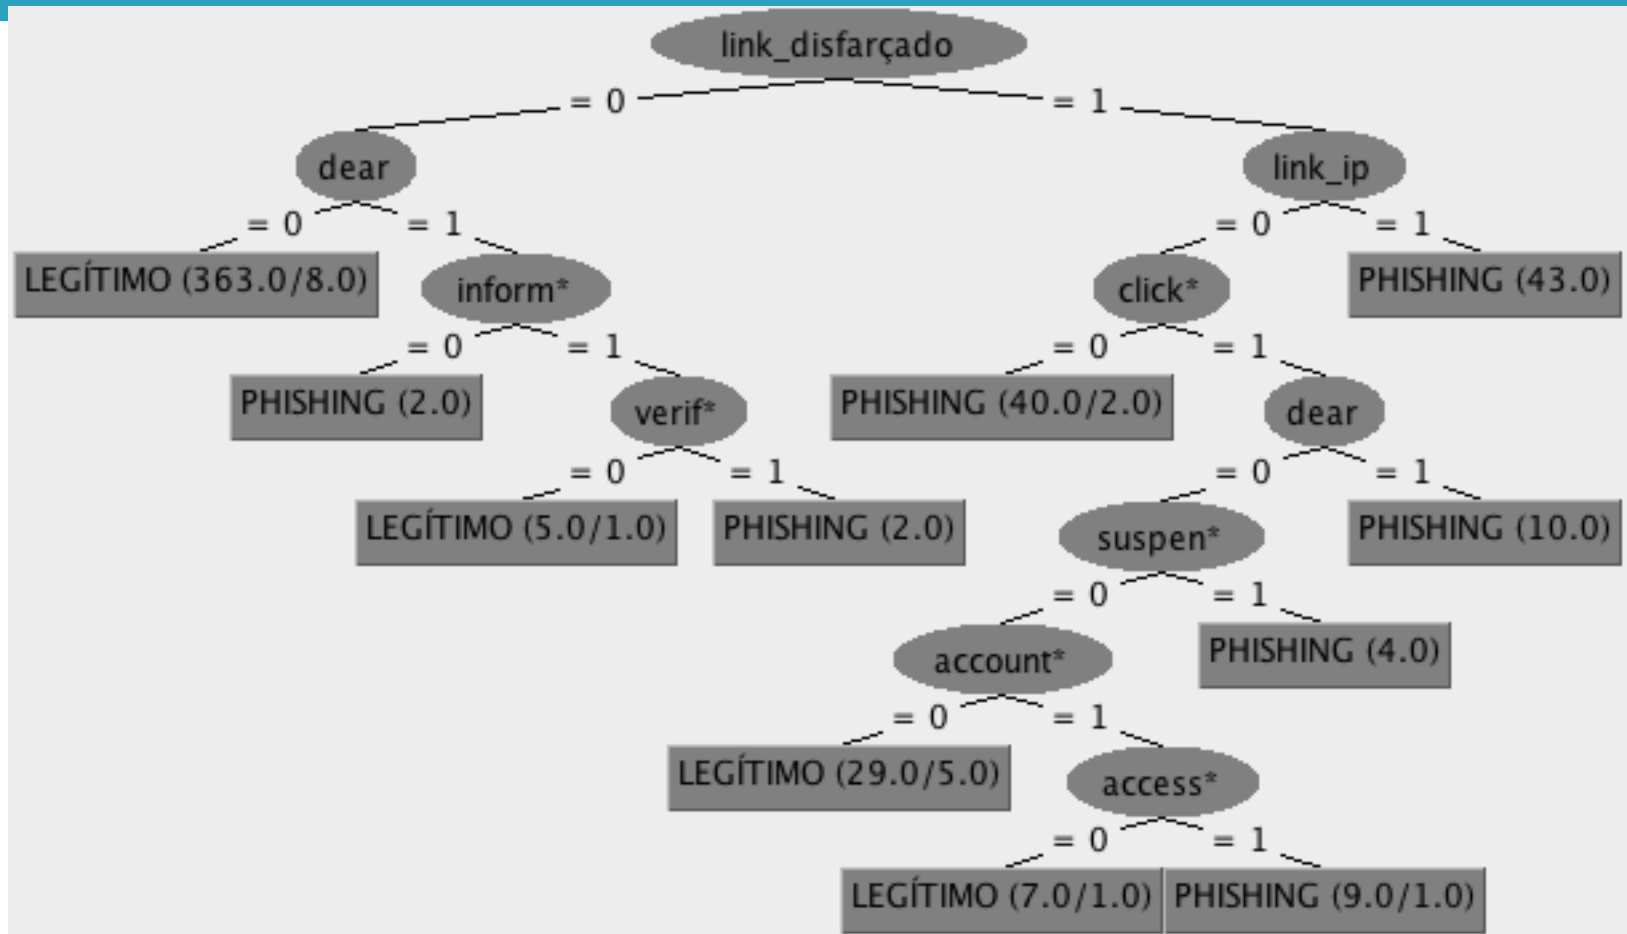 link_disfarçado
= 0
= 1
dear
link_ip
= 0
= 1
= 0
= 1
LEGÍTIMO (363.0/8.0)
inform*
click*
PHISHING (43.0)
= 0
= 1
= 0
= 1
PHISHING (2.0)
verif*
PHISHING (40.0/2.0)
dear
= 0
= 1
= 0
= 1
LEGÍTIMO (5.0/1.0)
PHISHING (2.0)
suspen*
PHISHING (10.0)
= 0
= 1
account*
PHISHING (4.0)
= 0
= 1
LEGÍTIMO (29.0/5.0)
access*
= 0
= 1
LEGÍTIMO (7.0/1.0)
PHISHING (9.0/1.0)